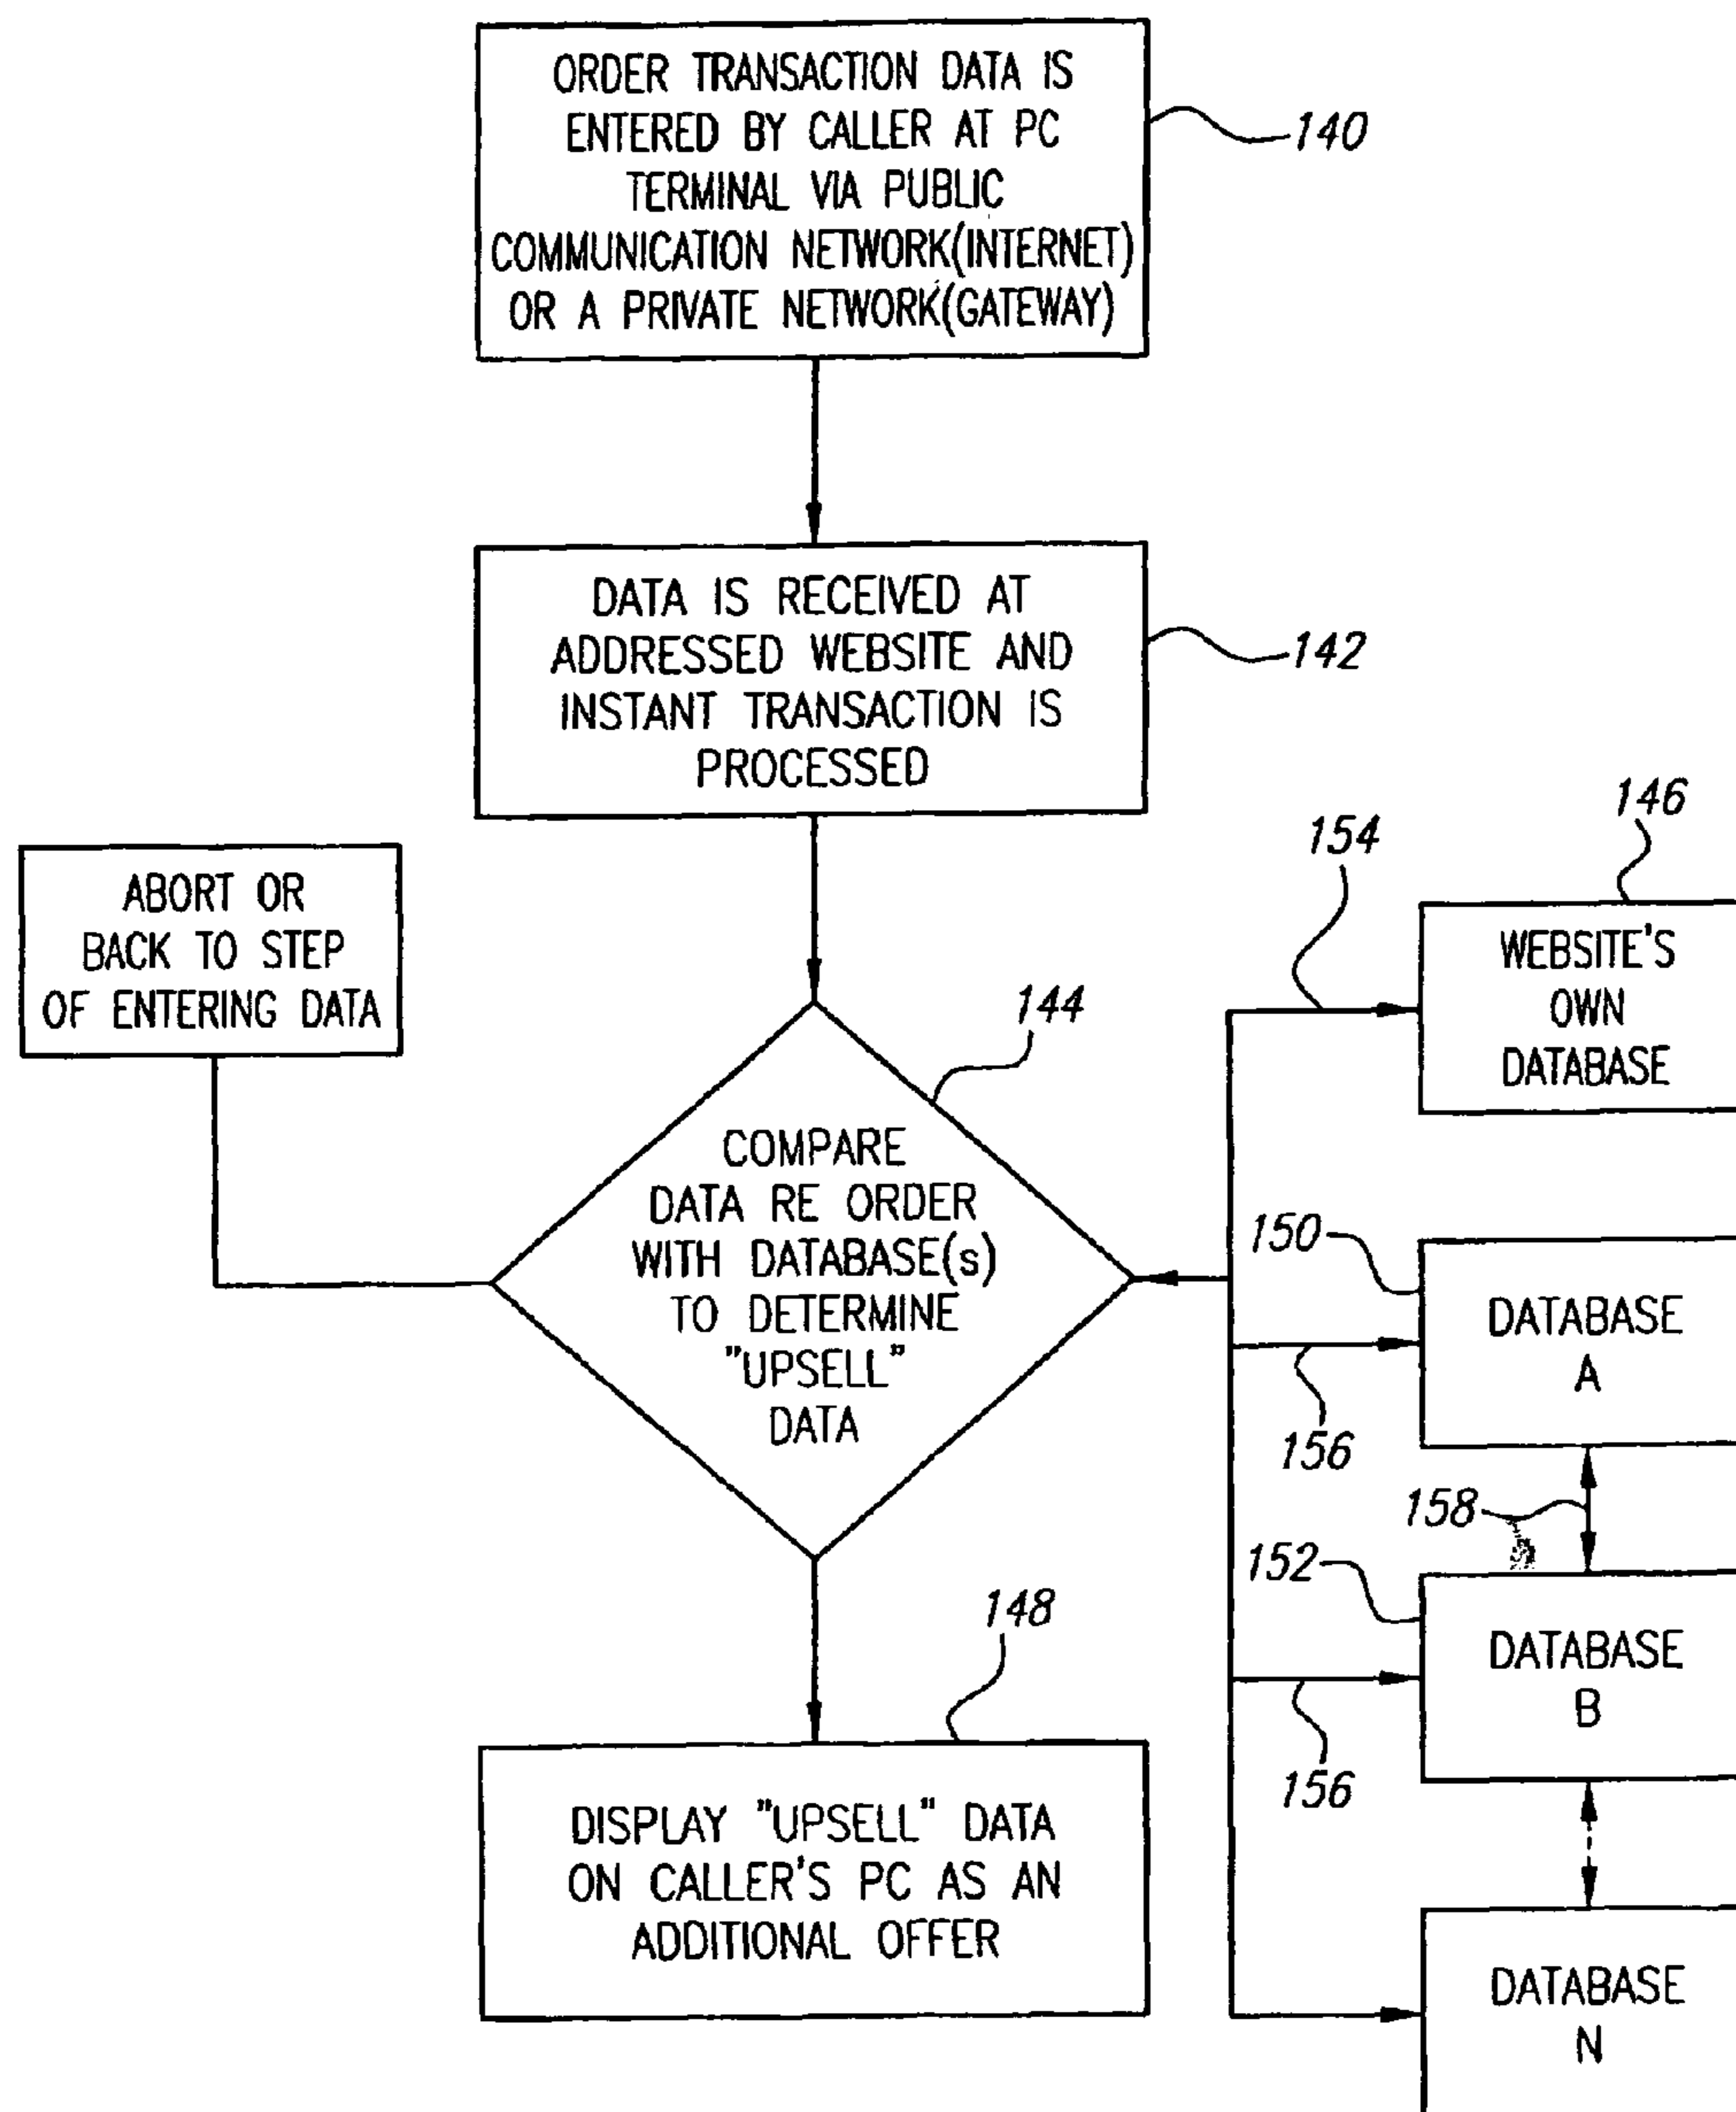 ORDER TRANSACTION DATA IS
ENTERED BY CALLER AT PC
TERMINAL VIA PUBLIC
COMMUNICATION NETWORK(INTERNET)
OR A PRIVATE NETWORK(GATEWAY)
140
DATA IS RECEIVED AT
ADDRESSED WEBSITE AND
INSTANT TRANSACTION IS
PROCESSED
142
ABORT OR
BACK TO STEP
OF ENTERING DATA
144
COMPARE
DATA RE ORDER
WITH DATABASE(s)
TO DETERMINE
"UPSELL"
DATA
154
146
WEBSITE'S
OWN
DATABASE
150
DATABASE
A
156
158
152
DATABASE
B
156
148
DISPLAY "UPSELL" DATA
ON CALLER'S PC AS AN
ADDITIONAL OFFER
DATABASE
N